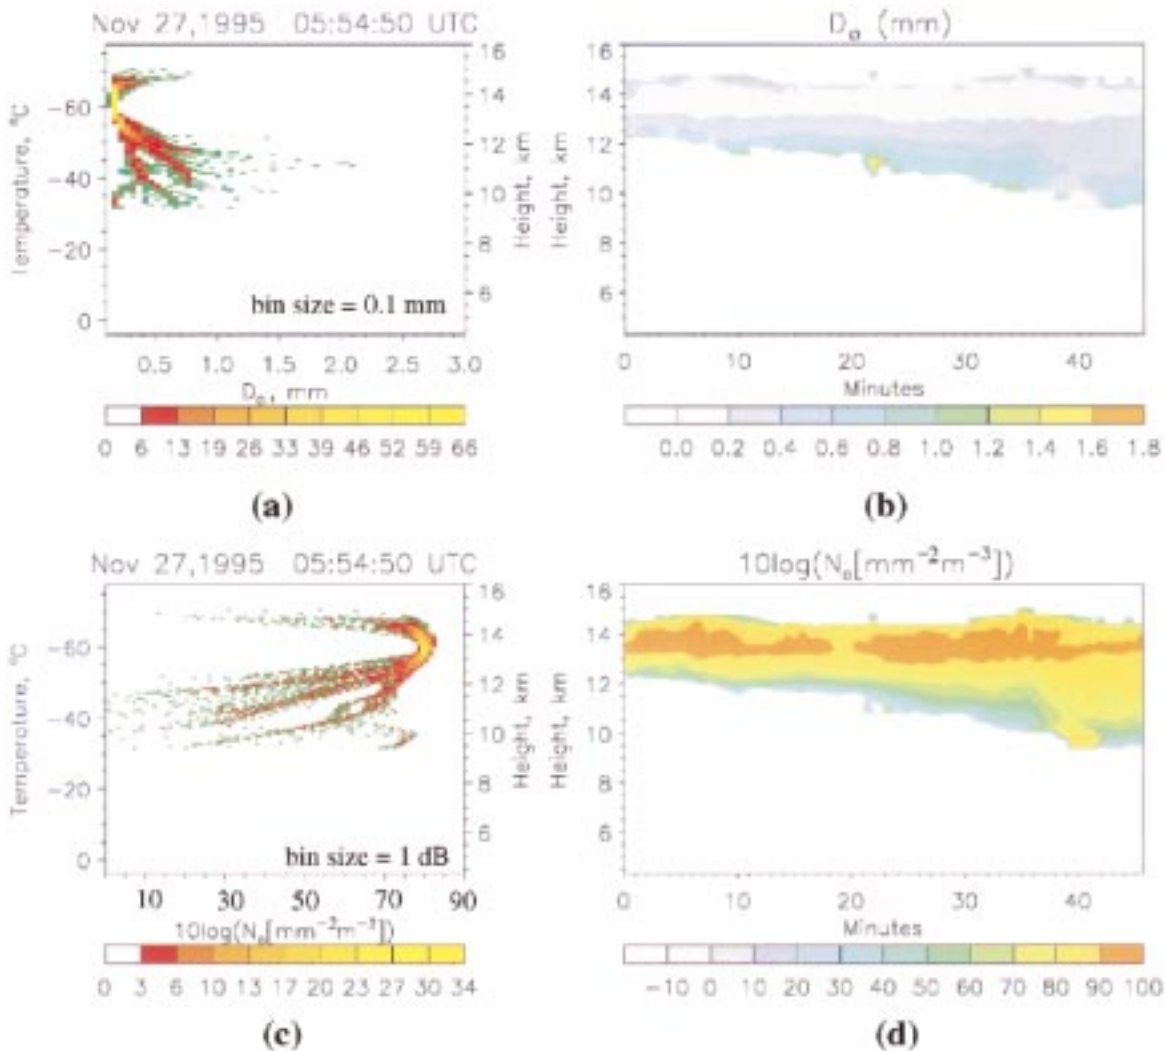 Nov 27,1995 05:54:50 UTC
Temperature, °C
-60
-40
-20
0
16
14
12
10
8
6
Height, km
bin size = 0.1 mm
0.5 1.0 1.5 2.0 2.5 3.0
D₀, mm
0 6 13 19 26 33 39 46 52 59 66
(a)
D₀ (mm)
Height, km
16
14
12
10
8
6
0 10 20 30 40
Minutes
0.0 0.2 0.4 0.6 0.8 1.0 1.2 1.4 1.6 1.8
(b)
Nov 27,1995 05:54:50 UTC
Temperature, °C
-60
-40
-20
0
16
14
12
10
8
6
Height, km
bin size = 1 dB
10 30 50 70 90
10log(N₀[mm⁻²m⁻³])
0 3 6 10 13 17 20 23 27 30 34
(c)
10log(N₀[mm⁻²m⁻³])
Height, km
16
14
12
10
8
6
0 10 20 30 40
Minutes
-10 0 10 20 30 40 50 60 70 80 90 100
(d)